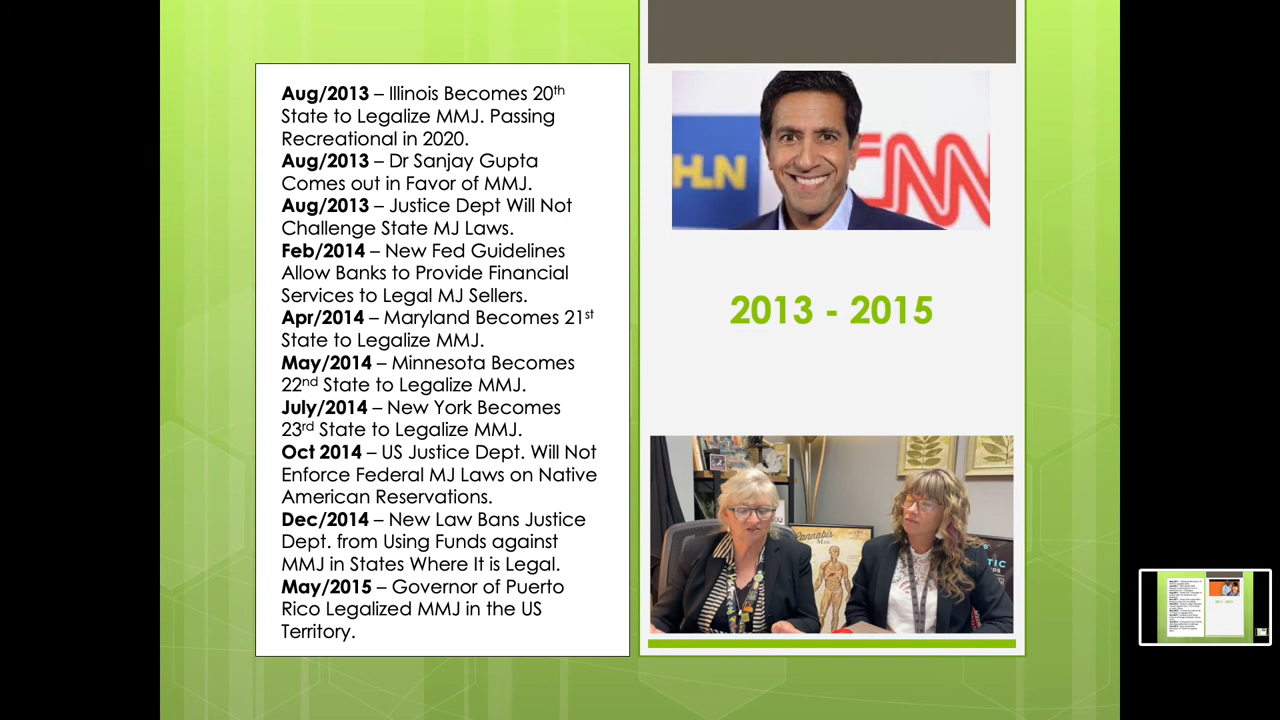 Aug/2013 – Illinois Becomes 20th
State to Legalize MMJ. Passing
Recreational in 2020.
Aug/2013 – Dr Sanjay Gupta
Comes out in Favor of MMJ.
Aug/2013 – Justice Dept Will Not
Challenge State MJ Laws.
Feb/2014 – New Fed Guidelines
Allow Banks to Provide Financial
Services to Legal MJ Sellers.
Apr/2014 – Maryland Becomes 21st
State to Legalize MMJ.
May/2014 – Minnesota Becomes
22nd State to Legalize MMJ.
July/2014 – New York Becomes
23rd State to Legalize MMJ.
Oct 2014 – US Justice Dept. Will Not
Enforce Federal MJ Laws on Native
American Reservations.
Dec/2014 – New Law Bans Justice
Dept. from Using Funds against
MMJ in States Where It is Legal.
May/2015 – Governor of Puerto
Rico Legalized MMJ in the US
Territory.
HLN
CNN
2013 - 2015
Cannabis
MAN